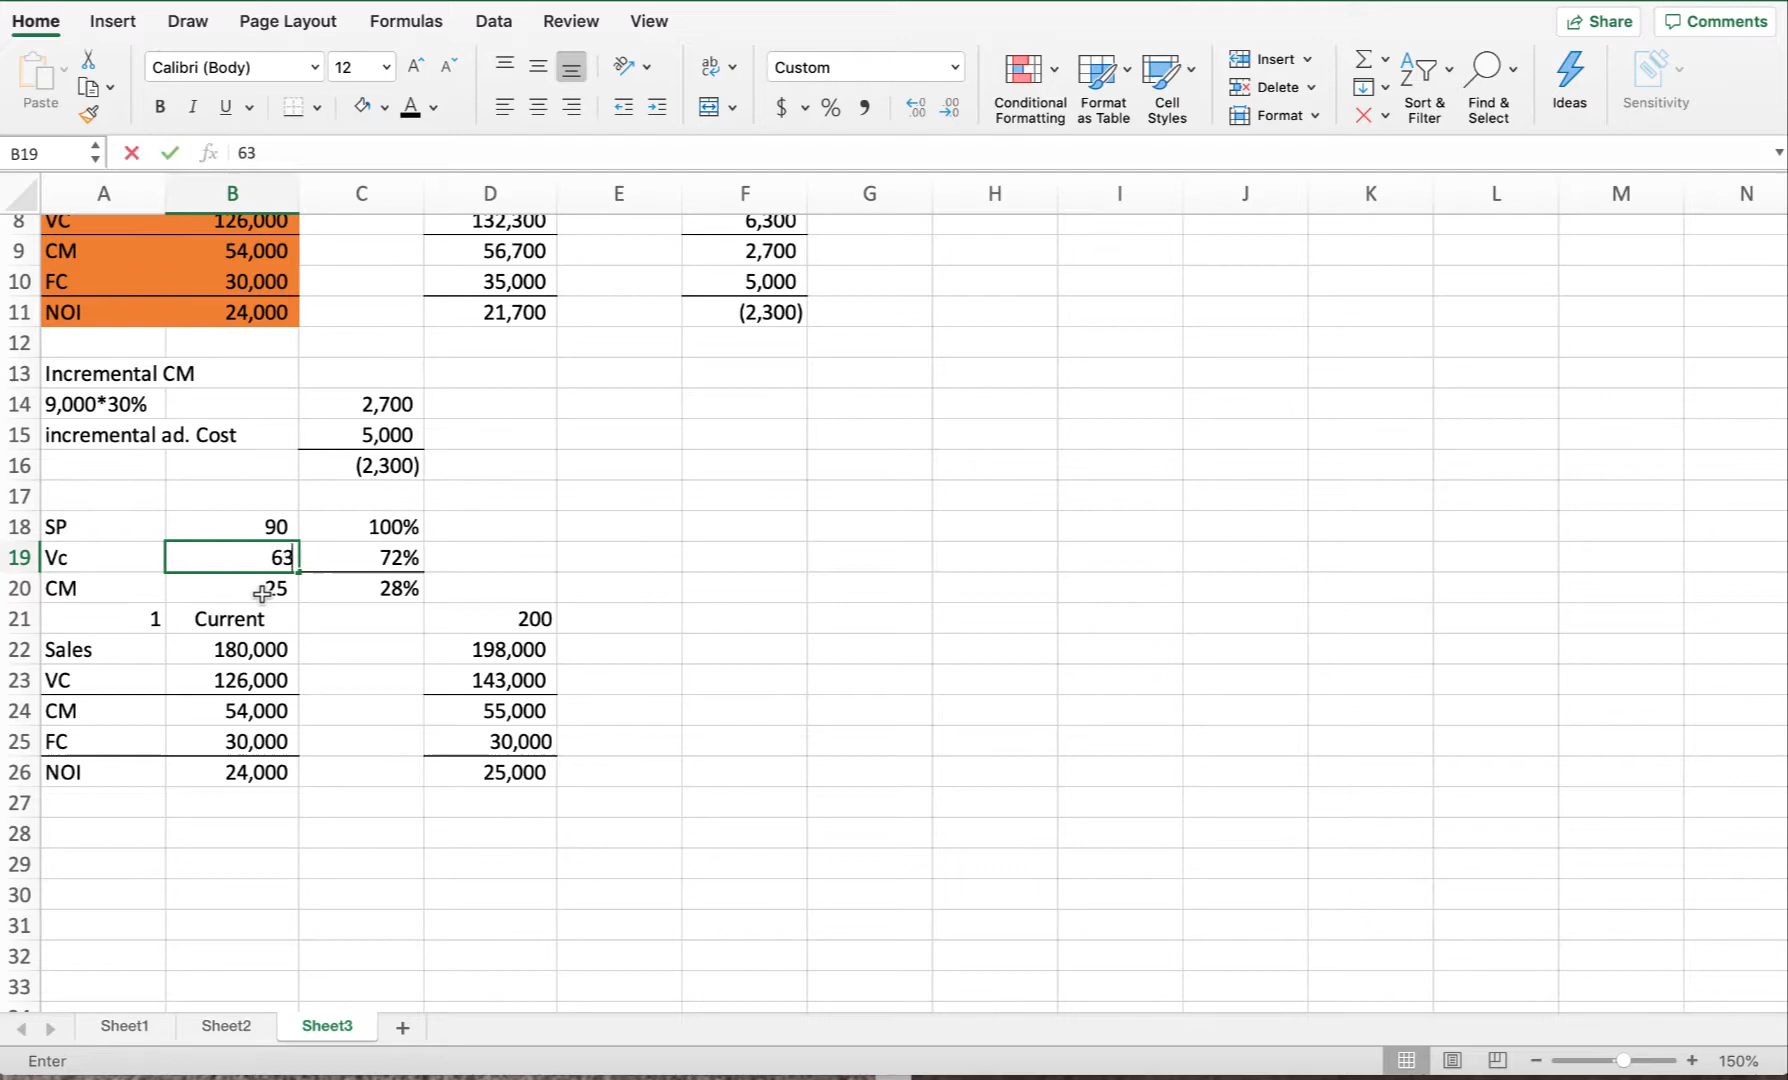 Home Insert Draw Page Layout Formulas Data Review View Share Comments
Paste Calibri (Body) 12 A^ A^ ab c Custom Insert Σ A Z
B I U A $ % , ←0 .00 .00 →0 Conditional Formatting Format as Table Cell Styles Delete Format Sort & Filter Find & Select Ideas Sensitivity
B19 fx 63
A B C D E F G H I J K L M N
8 VC 126,000 132,300 6,300
9 CM 54,000 56,700 2,700
10 FC 30,000 35,000 5,000
11 NOI 24,000 21,700 (2,300)
12
13 Incremental CM
14 9,000*30% 2,700
15 incremental ad. Cost 5,000
16 (2,300)
17
18 SP 90 100%
19 Vc 63 72%
20 CM 25 28%
21 1 Current 200
22 Sales 180,000 198,000
23 VC 126,000 143,000
24 CM 54,000 55,000
25 FC 30,000 30,000
26 NOI 24,000 25,000
27
28
29
30
31
32
33
Sheet1 Sheet2 Sheet3 +
Enter 150%